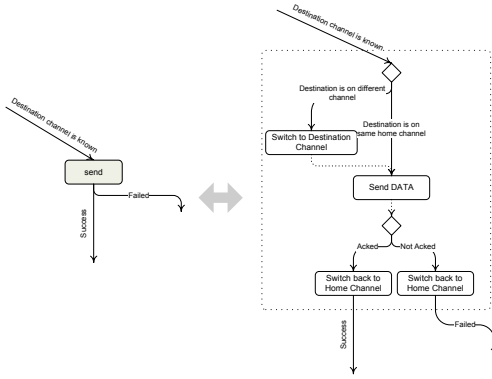 Destination channel is known
send
Failed
Success
Destination channel is known
Destination is on different
channel
Destination is on
same home channel
Switch to Destination
Channel
Send DATA
Acked
Not Acked
Switch back to
Home Channel
Switch back to
Home Channel
Failed
Success